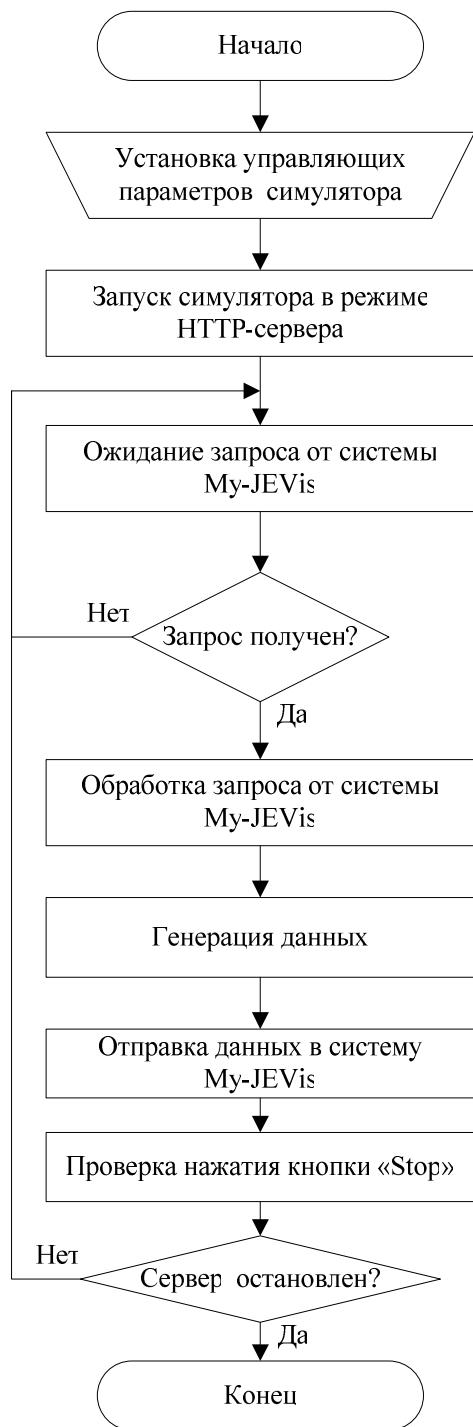 Начало
Установка управляющих
параметров симулятора
Запуск симулятора в режиме
HTTP-сервера
Ожидание запроса от системы
My-JEVis
Нет
Запрос получен?
Да
Обработка запроса от системы
My-JEVis
Генерация данных
Отправка данных в систему
My-JEVis
Проверка нажатия кнопки «Stop»
Нет
Сервер остановлен?
Да
Конец